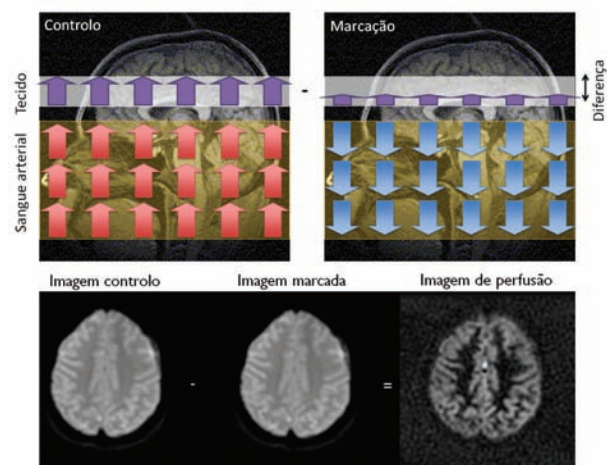 Controlo
Marcação
Tecido
Sangue arterial
-
Diferença
Imagem controlo
Imagem marcada
Imagem de perfusão
-
=